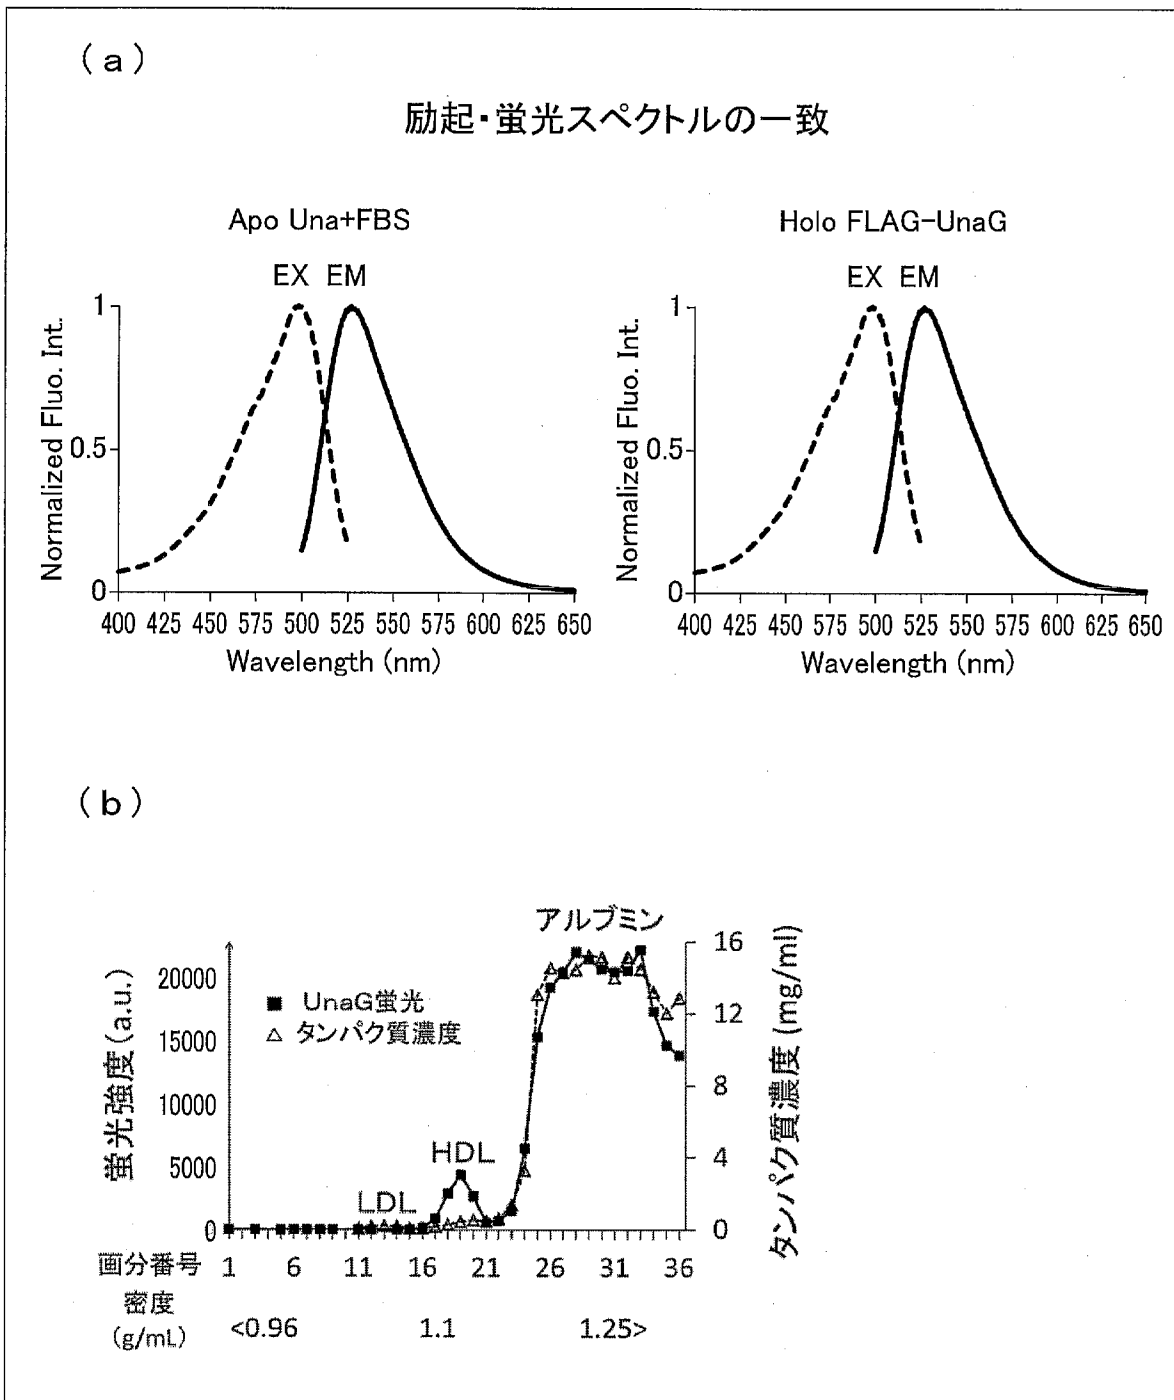 (a)
励起・蛍光スペクトルの一致
Apo Una+FBS
EX EM
Normalized Fluo. Int.
1
0.5
0
400 425 450 575 500 525 550 575 600 625 650
Wavelength (nm)
Holo FLAG-UnaG
EX EM
Normalized Fluo. Int.
1
0.5
0
400 425 450 575 500 525 550 575 600 625 650
Wavelength (nm)
(b)
アルブミン
蛍光強度(a.u.)
20000
15000
10000
5000
0
■ UnaG蛍光
△ タンパク質濃度
HDL
LDL
16
12
8
4
0
タンパク質濃度 (mg/ml)
画分番号 1 6 11 16 21 26 31 36
密度
(g/mL) <0.96 1.1 1.25>